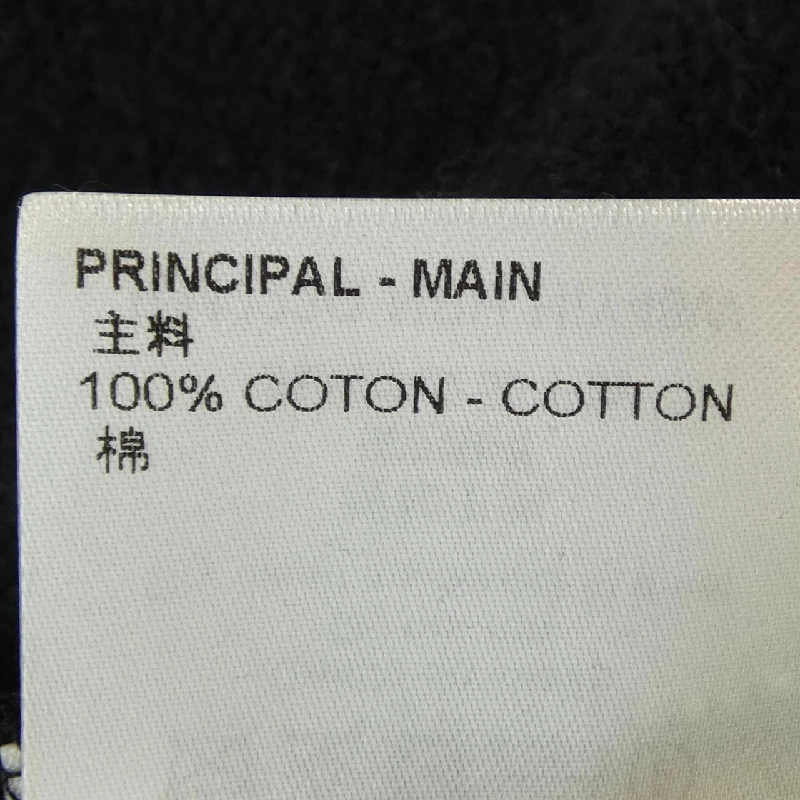 PRINCIPAL - MAIN
主料
100% COTON - COTTON
棉